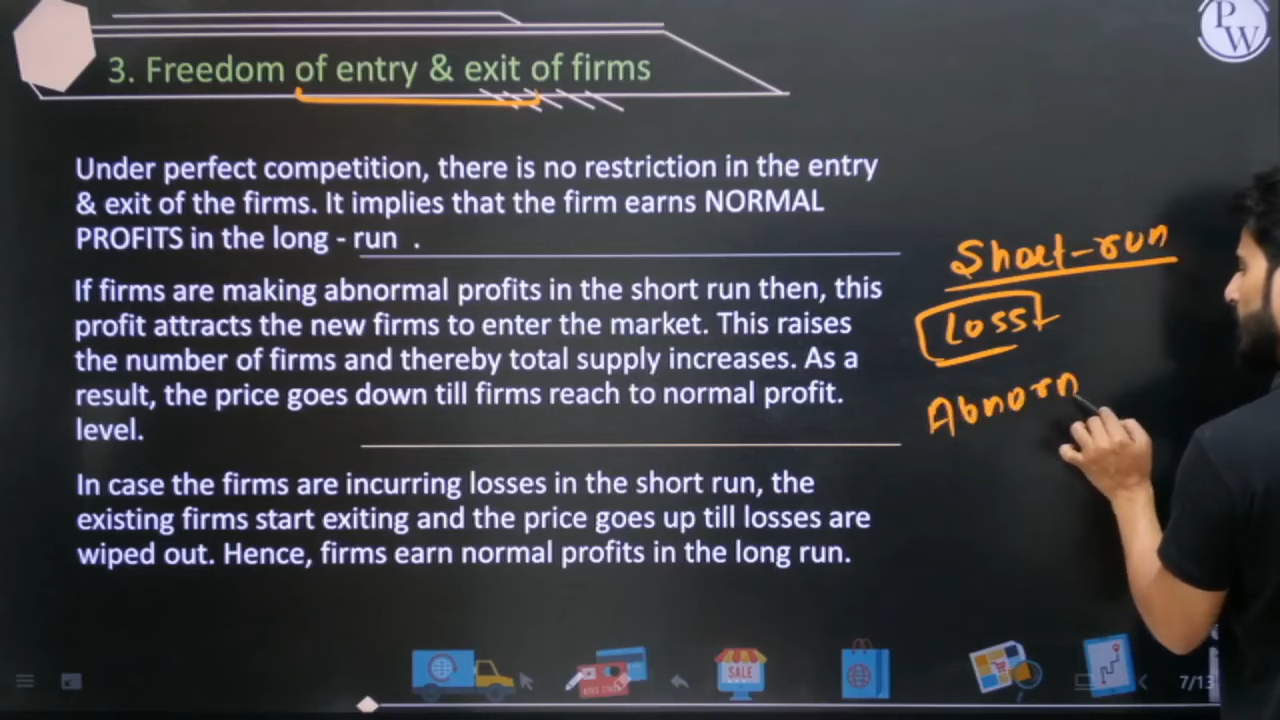 PW
3. Freedom of entry & exit of firms
Under perfect competition, there is no restriction in the entry
& exit of the firms. It implies that the firm earns NORMAL
PROFITS in the long - run .
If firms are making abnormal profits in the short run then, this
profit attracts the new firms to enter the market. This raises
the number of firms and thereby total supply increases. As a
result, the price goes down till firms reach to normal profit.
level.
In case the firms are incurring losses in the short run, the
existing firms start exiting and the price goes up till losses are
wiped out. Hence, firms earn normal profits in the long run.
Short-run
Abnorn
SALE
7/13